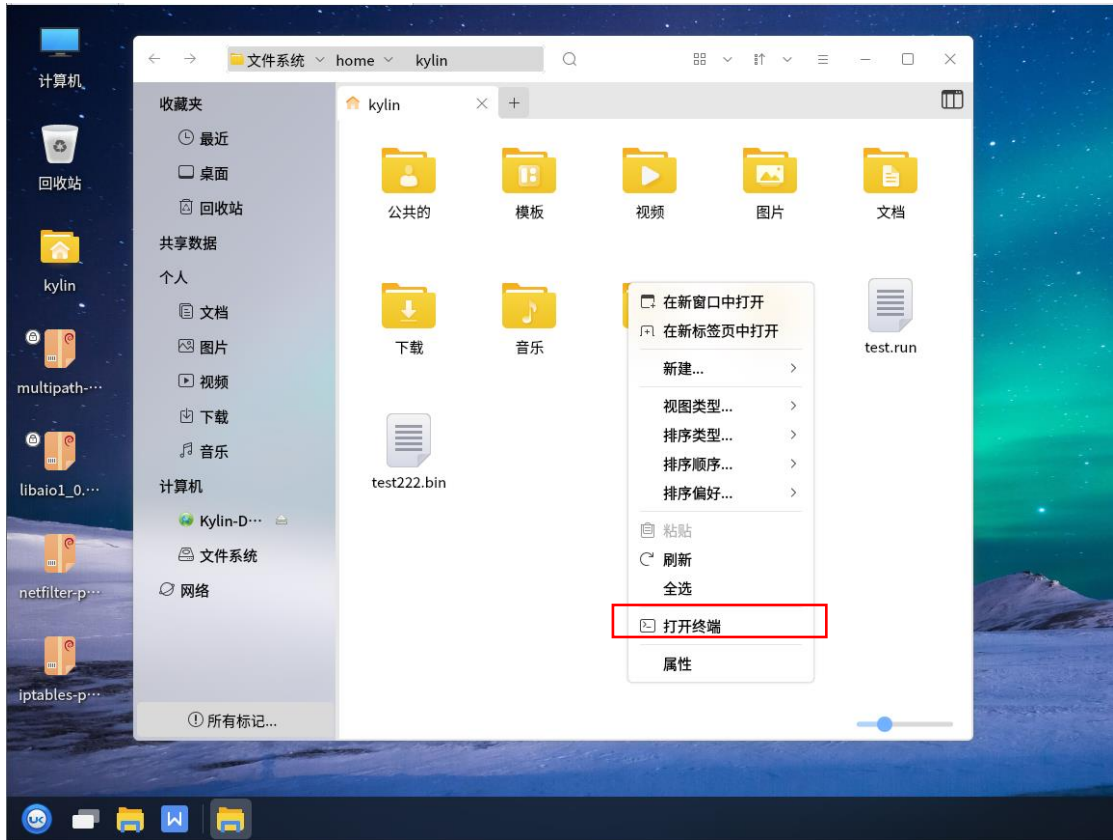 计算机
回收站
kylin
multipath-···
libaio1_0.···
netfilter-p···
iptables-p···
文件系统 home kylin
收藏夹
最近
桌面
回收站
共享数据
个人
文档
图片
视频
下载
音乐
计算机
Kylin-D···
文件系统
网络
所有标记...
kylin
公共的 模板 视频 图片 文档
下载 音乐 test.run
test222.bin
在新窗口中打开
在新标签页中打开
新建...
视图类型...
排序类型...
排序顺序...
排序偏好...
粘贴
刷新
全选
打开终端
属性